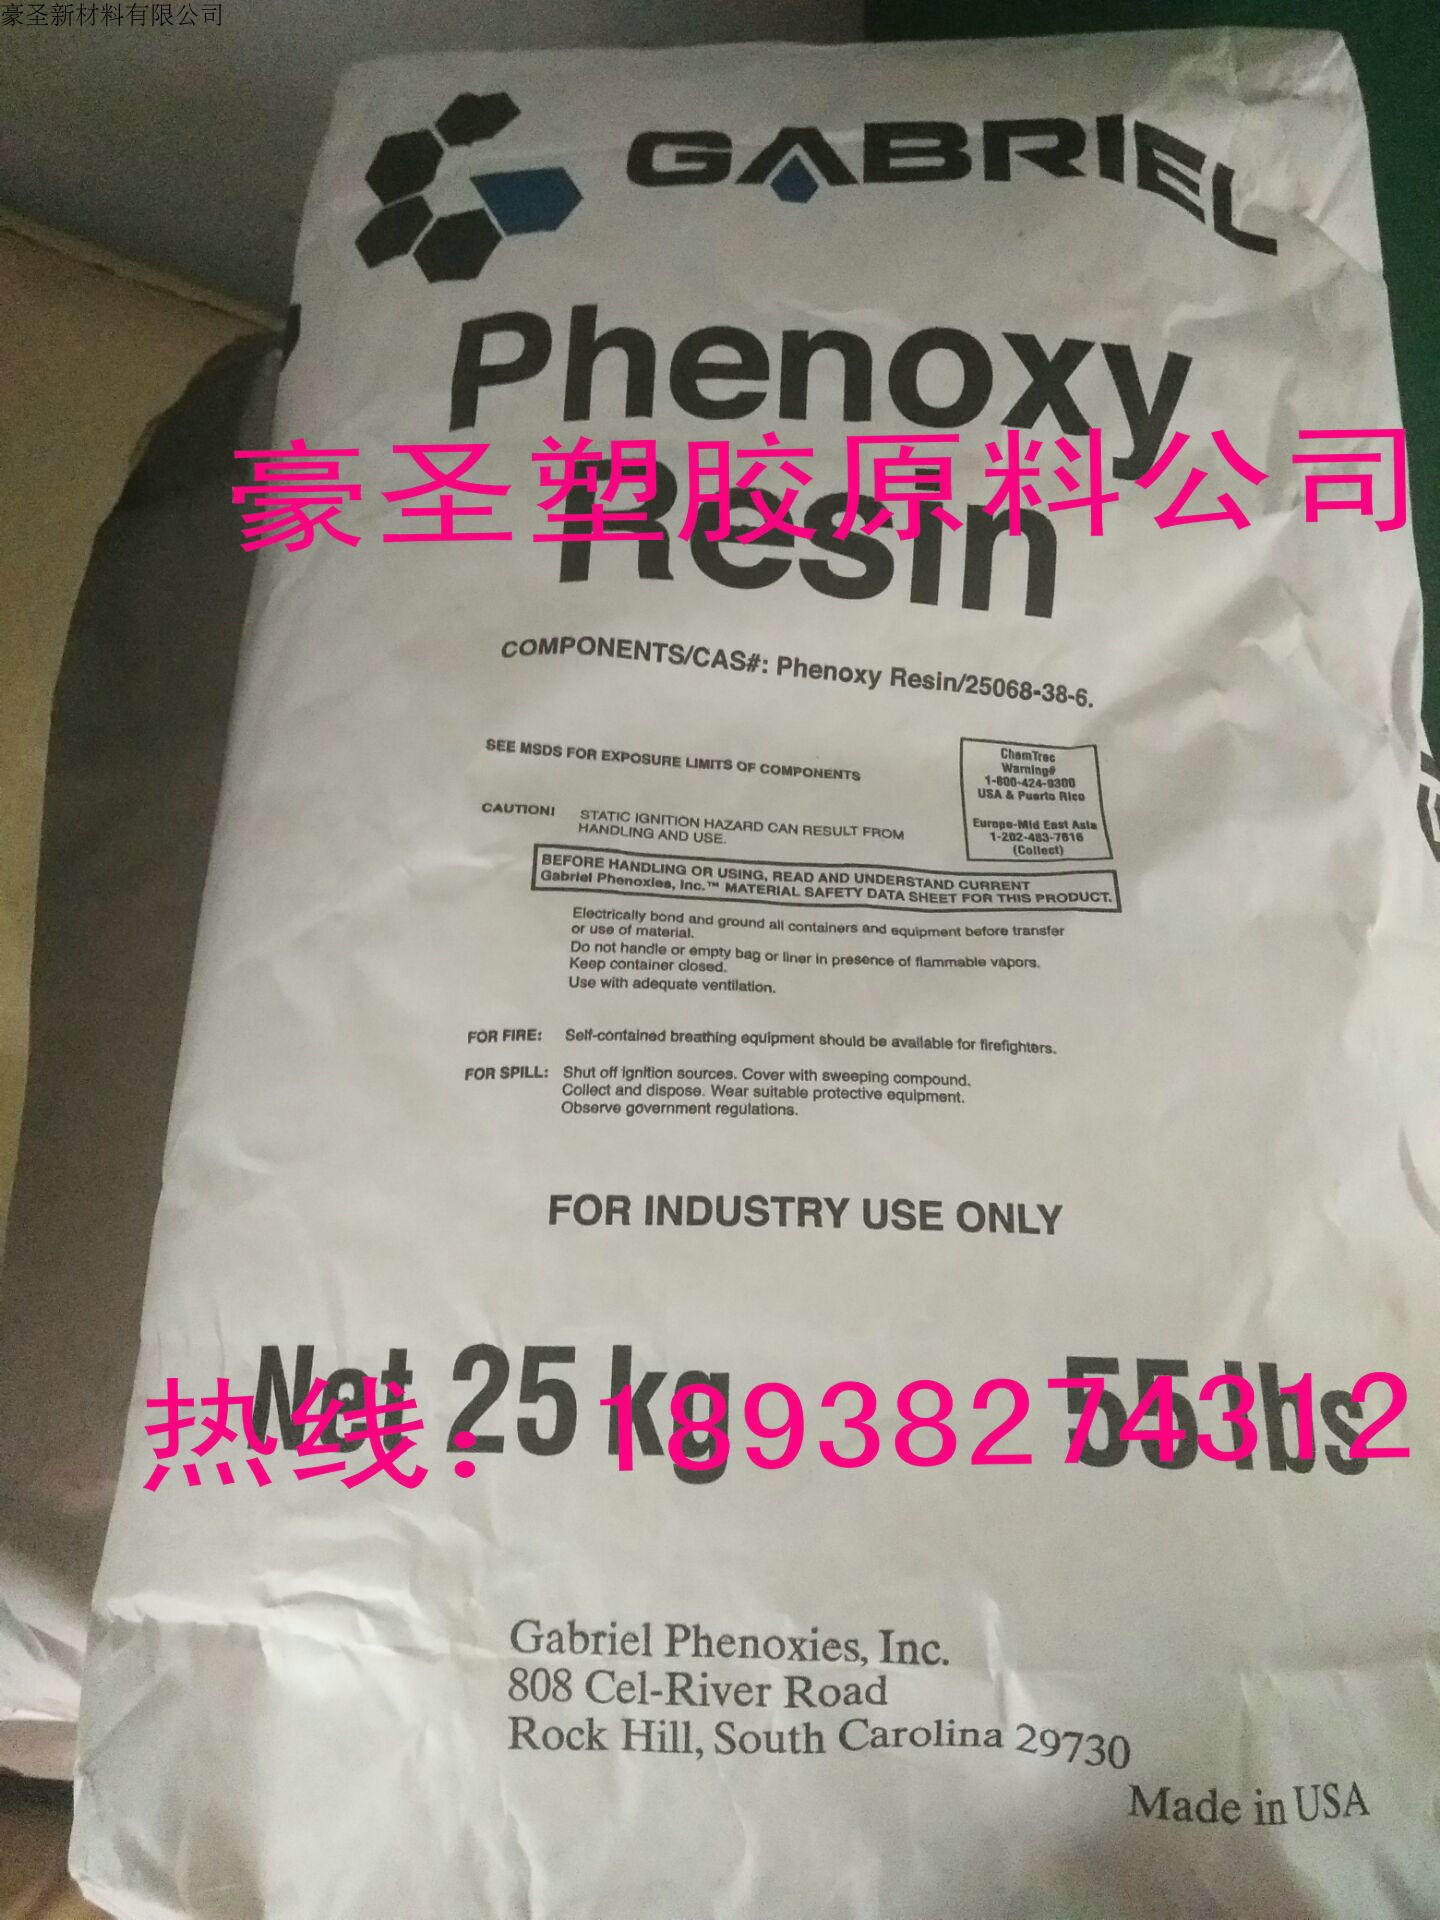 豪圣新材料有限公司
GABRIEL
Phenoxy
豪圣塑胶原料公司
Resin
COMPONENTS/CAS#: Phenoxy Resin/25068-38-6.
SEE MSDS FOR EXPOSURE LIMITS OF COMPONENTS
ChemTrec
Warning#
1-800-424-9300
USA & Puerto Rico
Europe-Mid East Asia
1-202-483-7616
(Collect)
CAUTION! STATIC IGNITION HAZARD CAN RESULT FROM
HANDLING AND USE.
BEFORE HANDLING OR USING, READ AND UNDERSTAND CURRENT
Gabriel Phenoxies, Inc.™ MATERIAL SAFETY DATA SHEET FOR THIS PRODUCT.
Electrically bond and ground all containers and equipment before transfer
or use of material.
Do not handle or empty bag or liner in presence of flammable vapors.
Keep container closed.
Use with adequate ventilation.
FOR FIRE: Self-contained breathing equipment should be available for firefighters.
FOR SPILL: Shut off ignition sources. Cover with sweeping compound.
Collect and dispose. Wear suitable protective equipment.
Observe government regulations.
FOR INDUSTRY USE ONLY
Net 25 kg 55 lbs
热线：18938274312
Gabriel Phenoxies, Inc.
808 Cel-River Road
Rock Hill, South Carolina 29730
Made in USA